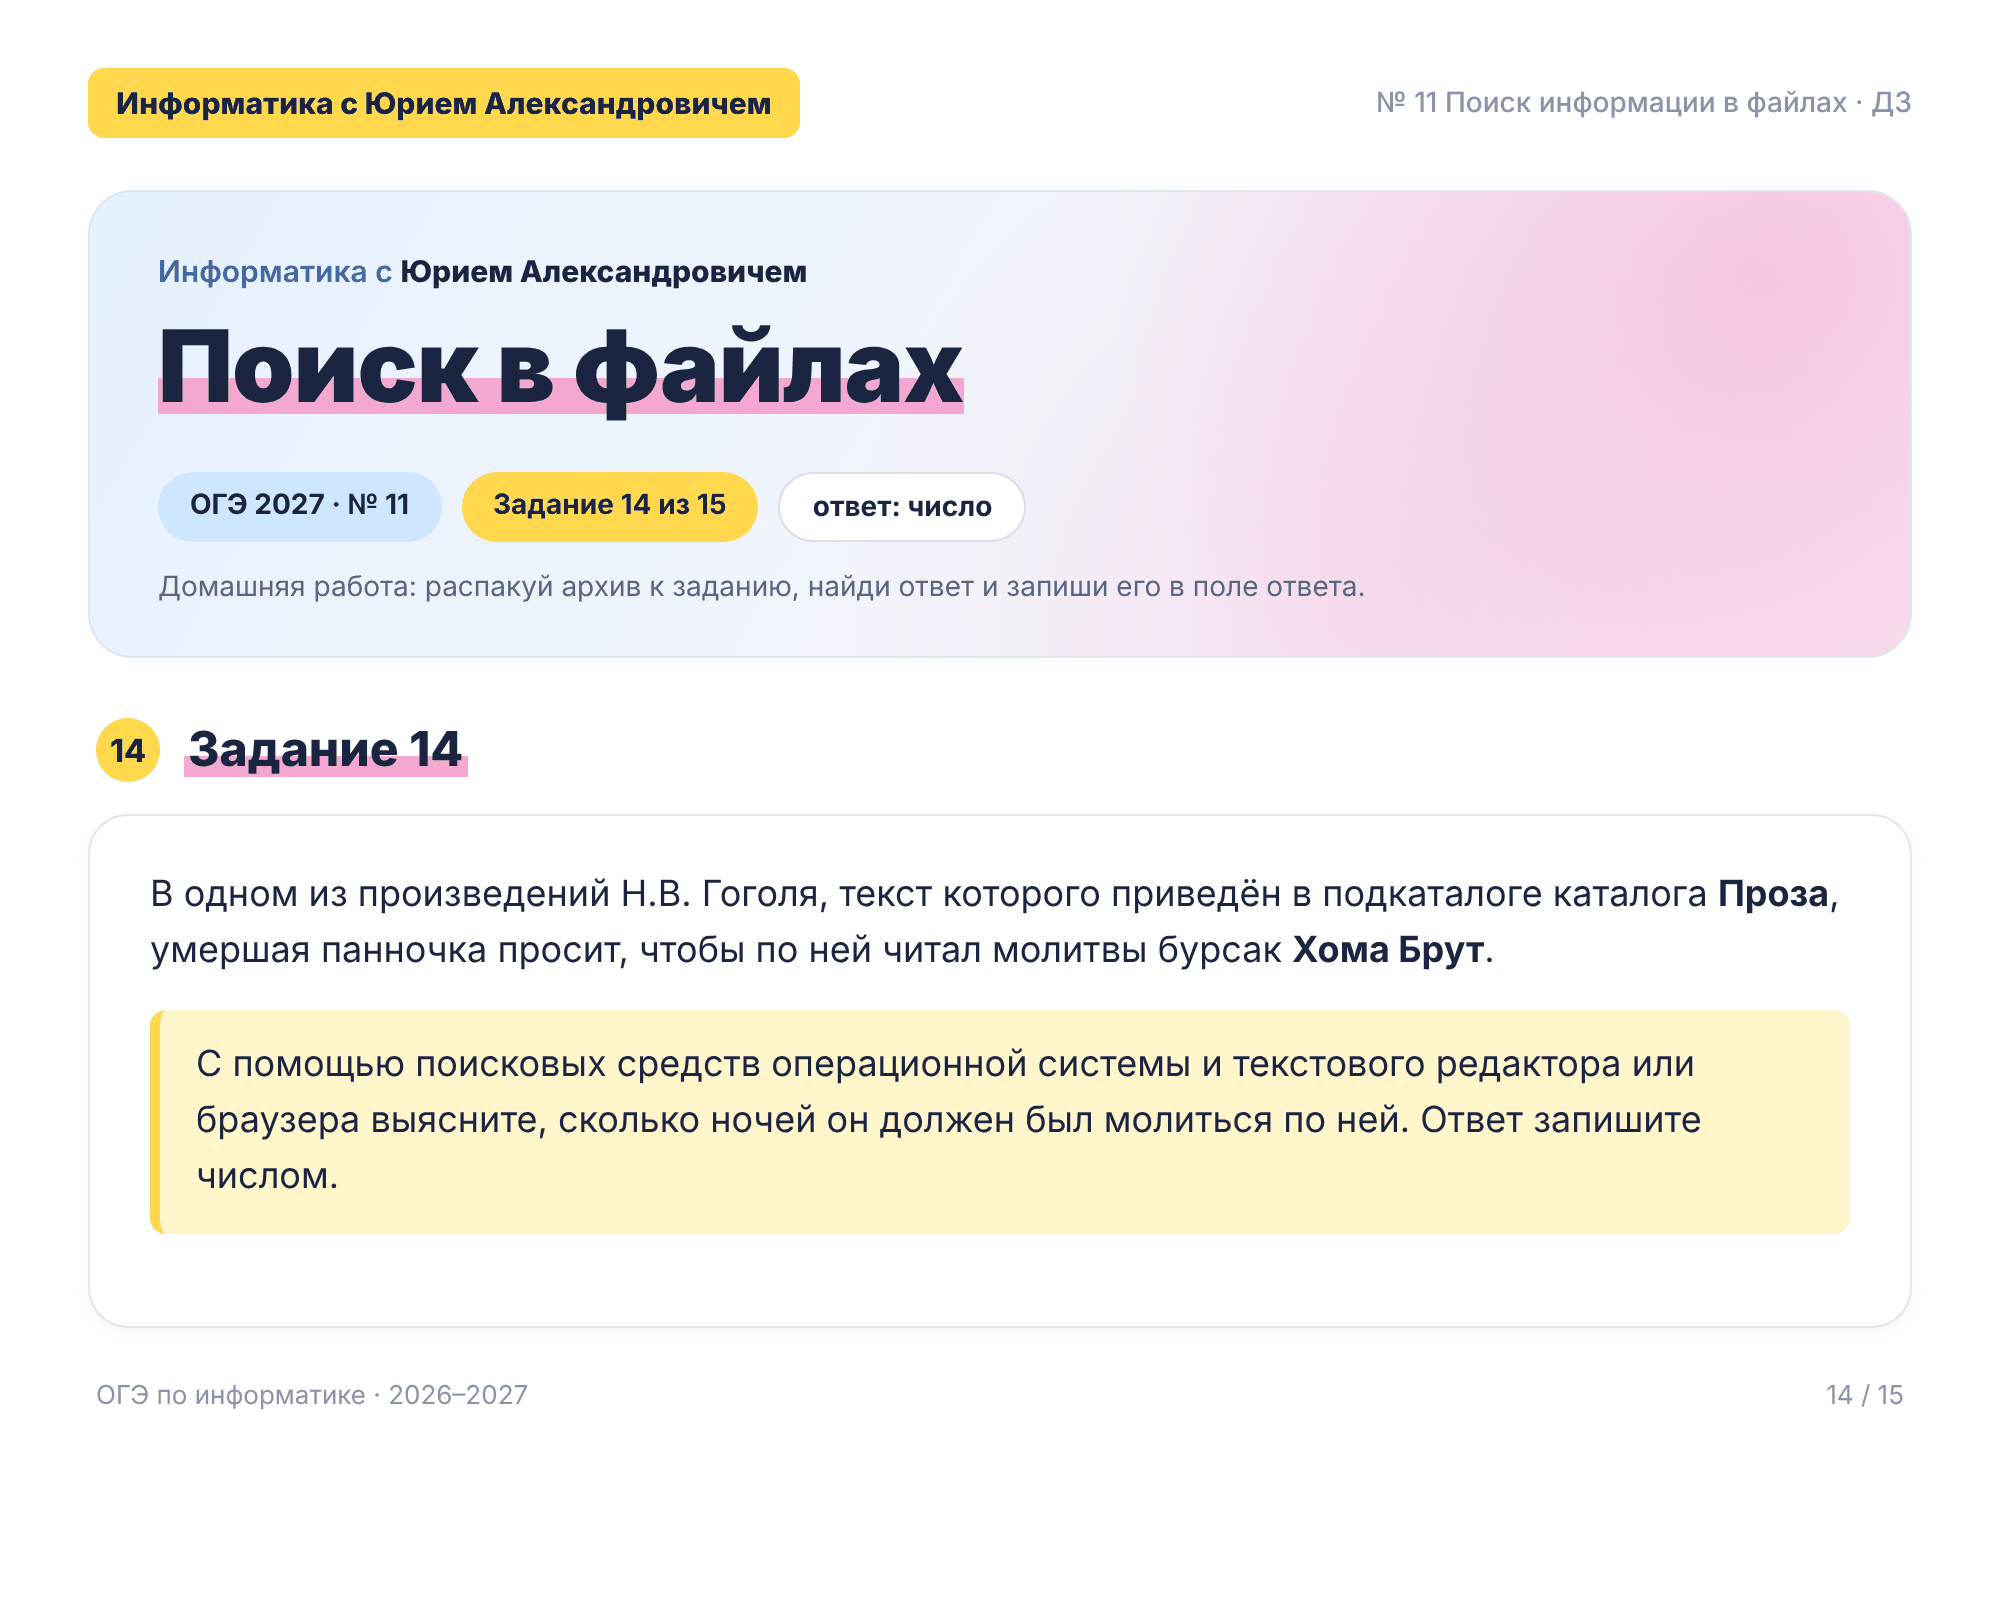 Информатика с Юрием Александровичем
№ 11 Поиск информации в файлах · ДЗ
Информатика с Юрием Александровичем
Поиск в файлах
ОГЭ 2027 · № 11
Задание 14 из 15
ответ: число
Домашняя работа: распакуй архив к заданию, найди ответ и запиши его в поле ответа.
14 Задание 14
В одном из произведений Н.В. Гоголя, текст которого приведён в подкаталоге каталога Проза,
умершая панночка просит, чтобы по ней читал молитвы бурсак Хома Брут.
С помощью поисковых средств операционной системы и текстового редактора или
браузера выясните, сколько ночей он должен был молиться по ней. Ответ запишите
числом.
ОГЭ по информатике · 2026–2027
14 / 15